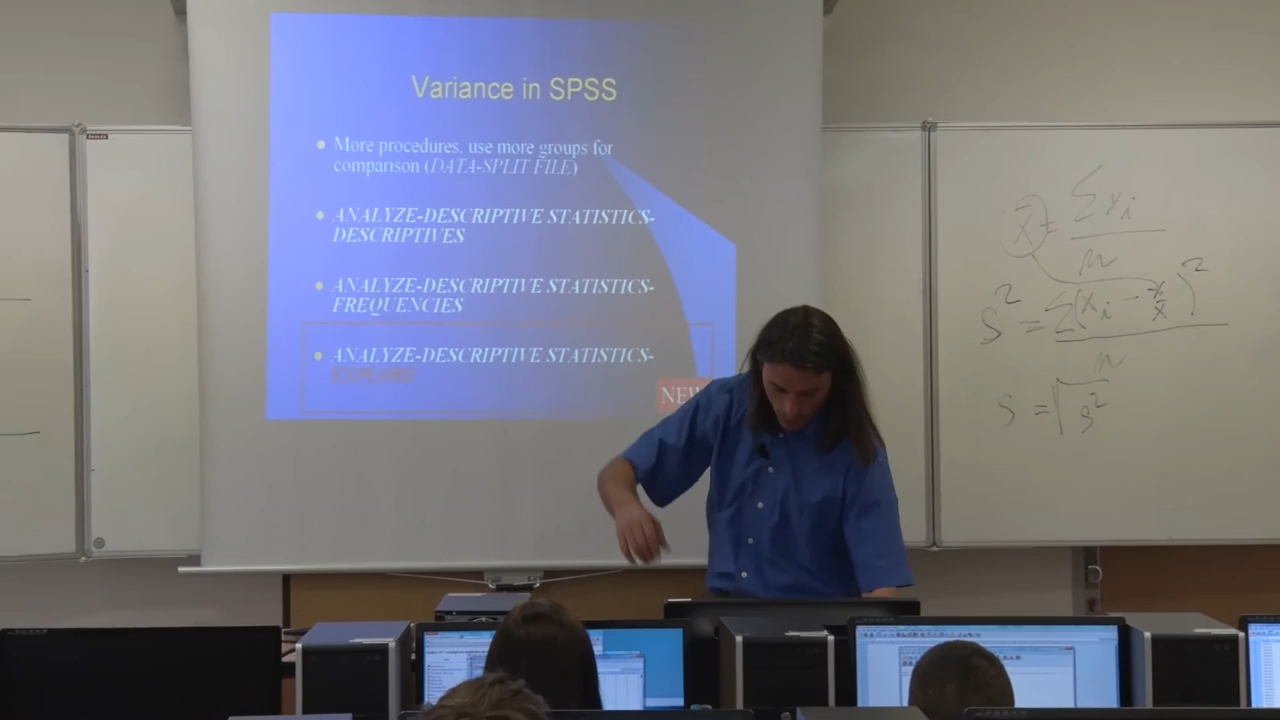 Variance in SPSS
• More procedures, use more groups for
comparison (DATA-SPLIT FILE)
• ANALYZE-DESCRIPTIVE STATISTICS-
DESCRIPTIVES
• ANALYZE-DESCRIPTIVE STATISTICS-
FREQUENCIES
• ANALYZE-DESCRIPTIVE STATISTICS-
EXPLORE
NEW
x̄ = Σxi / n
s² = Σ(xi - x̄)² / n
s = √s²